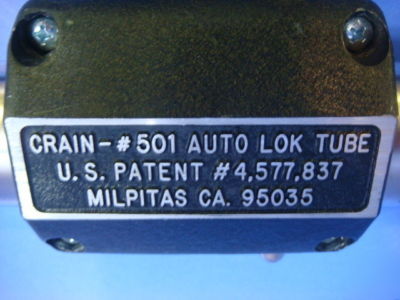 CRAIN-#501 AUTO LOK TUBE
U.S. PATENT #4,577,837
MILPITAS CA. 95035